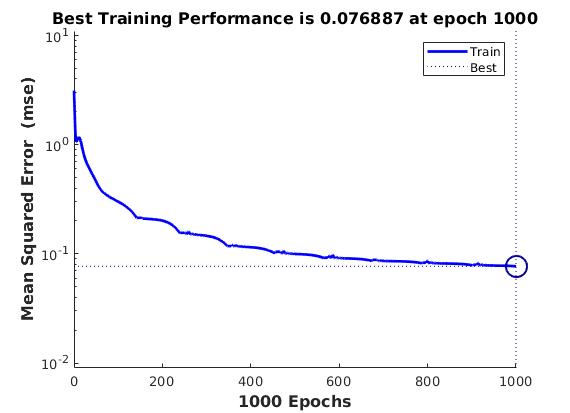 Best Training Performance is 0.076887 at epoch 1000
Mean Squared Error  (mse)
10^1
10^0
10^-1
10^-2
Train
Best
0 200 400 600 800 1000
1000 Epochs